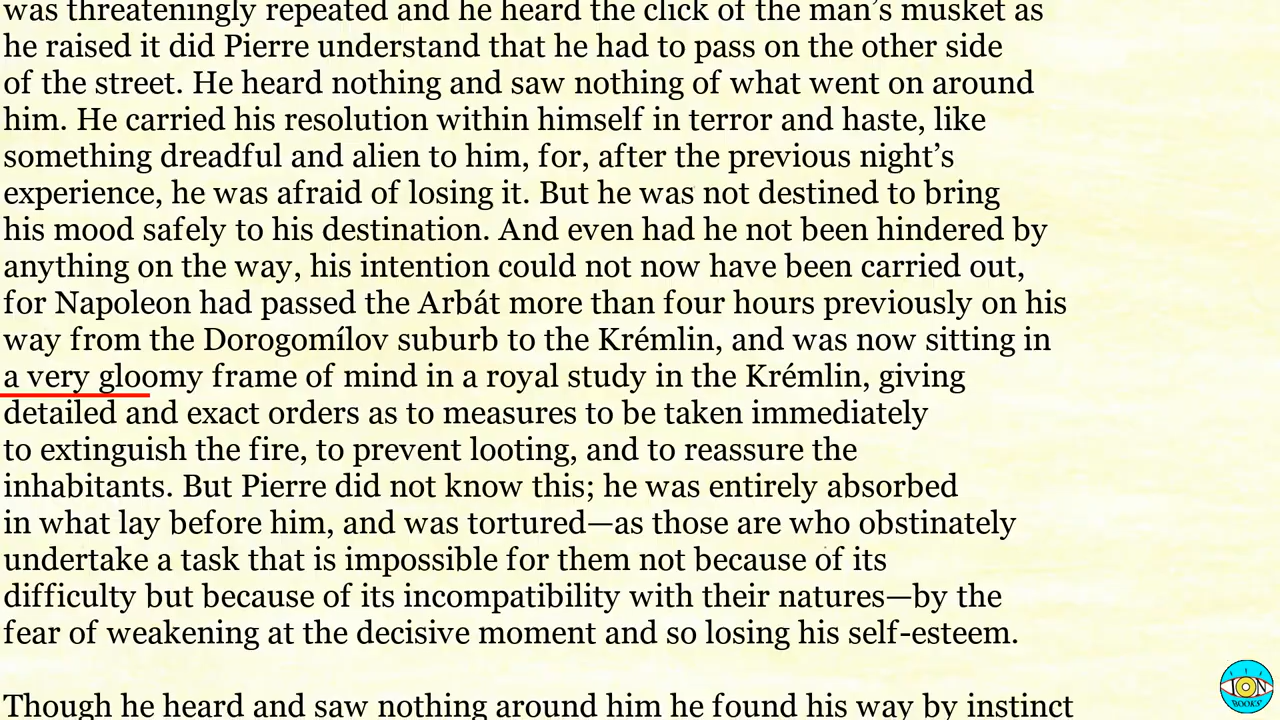 was threateningly repeated and he heard the click of the man’s musket as
he raised it did Pierre understand that he had to pass on the other side
of the street. He heard nothing and saw nothing of what went on around
him. He carried his resolution within himself in terror and haste, like
something dreadful and alien to him, for, after the previous night’s
experience, he was afraid of losing it. But he was not destined to bring
his mood safely to his destination. And even had he not been hindered by
anything on the way, his intention could not now have been carried out,
for Napoleon had passed the Arbát more than four hours previously on his
way from the Dorogomílov suburb to the Krémlin, and was now sitting in
a very gloomy frame of mind in a royal study in the Krémlin, giving
detailed and exact orders as to measures to be taken immediately
to extinguish the fire, to prevent looting, and to reassure the
inhabitants. But Pierre did not know this; he was entirely absorbed
in what lay before him, and was tortured—as those are who obstinately
undertake a task that is impossible for them not because of its
difficulty but because of its incompatibility with their natures—by the
fear of weakening at the decisive moment and so losing his self-esteem.
Though he heard and saw nothing around him he found his way by instinct
ION
BOOKS